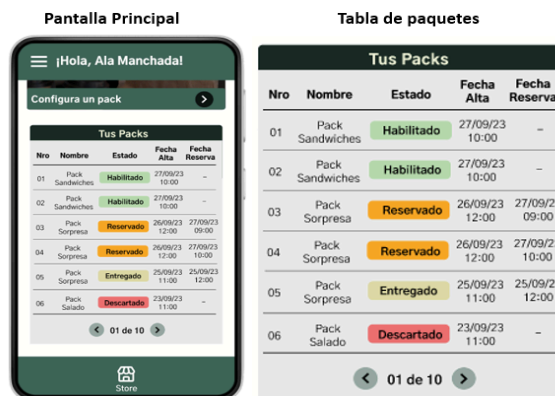 Pantalla Principal
¡Hola, Ala Manchada!
Configura un pack
Tus Packs
Nro Nombre Estado Fecha Alta Fecha Reserva
01 Pack Sandwiches Habilitado 27/09/23 10:00 –
02 Pack Sandwiches Habilitado 27/09/23 10:00 –
03 Pack Sorpresa Reservado 26/09/23 12:00 27/09/23 09:00
04 Pack Sorpresa Reservado 26/09/23 12:00 27/09/23 10:00
05 Pack Sorpresa Entregado 25/09/23 11:00 25/09/23 12:00
06 Pack Salado Descartado 23/09/23 11:00 –
01 de 10
Store
Tabla de paquetes
Tus Packs
Nro Nombre Estado Fecha Alta Fecha Reserva
01 Pack Sandwiches Habilitado 27/09/23 10:00 –
02 Pack Sandwiches Habilitado 27/09/23 10:00 –
03 Pack Sorpresa Reservado 26/09/23 12:00 27/09/2 09:00
04 Pack Sorpresa Reservado 26/09/23 12:00 27/09/2 10:00
05 Pack Sorpresa Entregado 25/09/23 11:00 25/09/2 12:00
06 Pack Salado Descartado 23/09/23 11:00 –
01 de 10